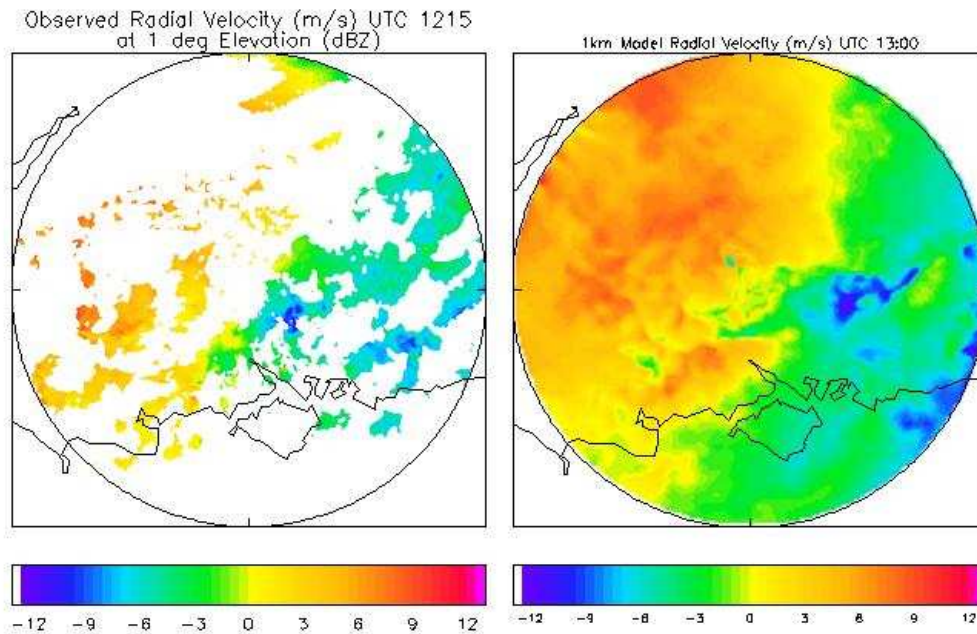 Observed Radial Velocity (m/s) UTC 1215
at 1 deg Elevation (dBZ)
1km Model Radial Velocity (m/s) UTC 13:00
-12 -9 -6 -3 0 3 6 9 12
-12 -9 -6 -3 0 3 6 9 12